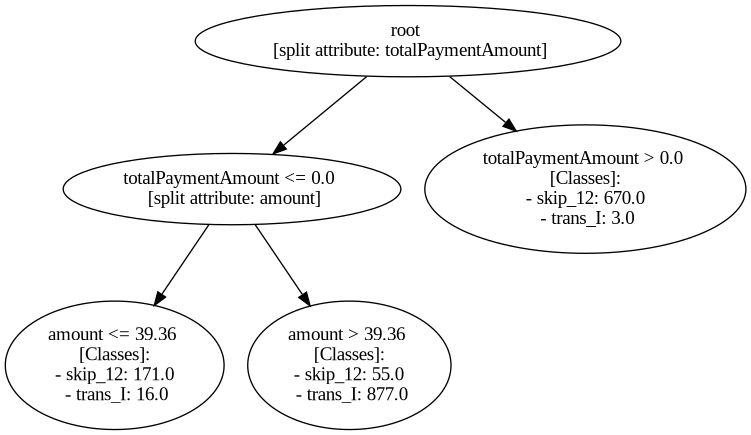 root
[split attribute: totalPaymentAmount]
totalPaymentAmount <= 0.0
[split attribute: amount]
totalPaymentAmount > 0.0
[Classes]:
- skip_12: 670.0
- trans_I: 3.0
amount <= 39.36
[Classes]:
- skip_12: 171.0
- trans_I: 16.0
amount > 39.36
[Classes]:
- skip_12: 55.0
- trans_I: 877.0